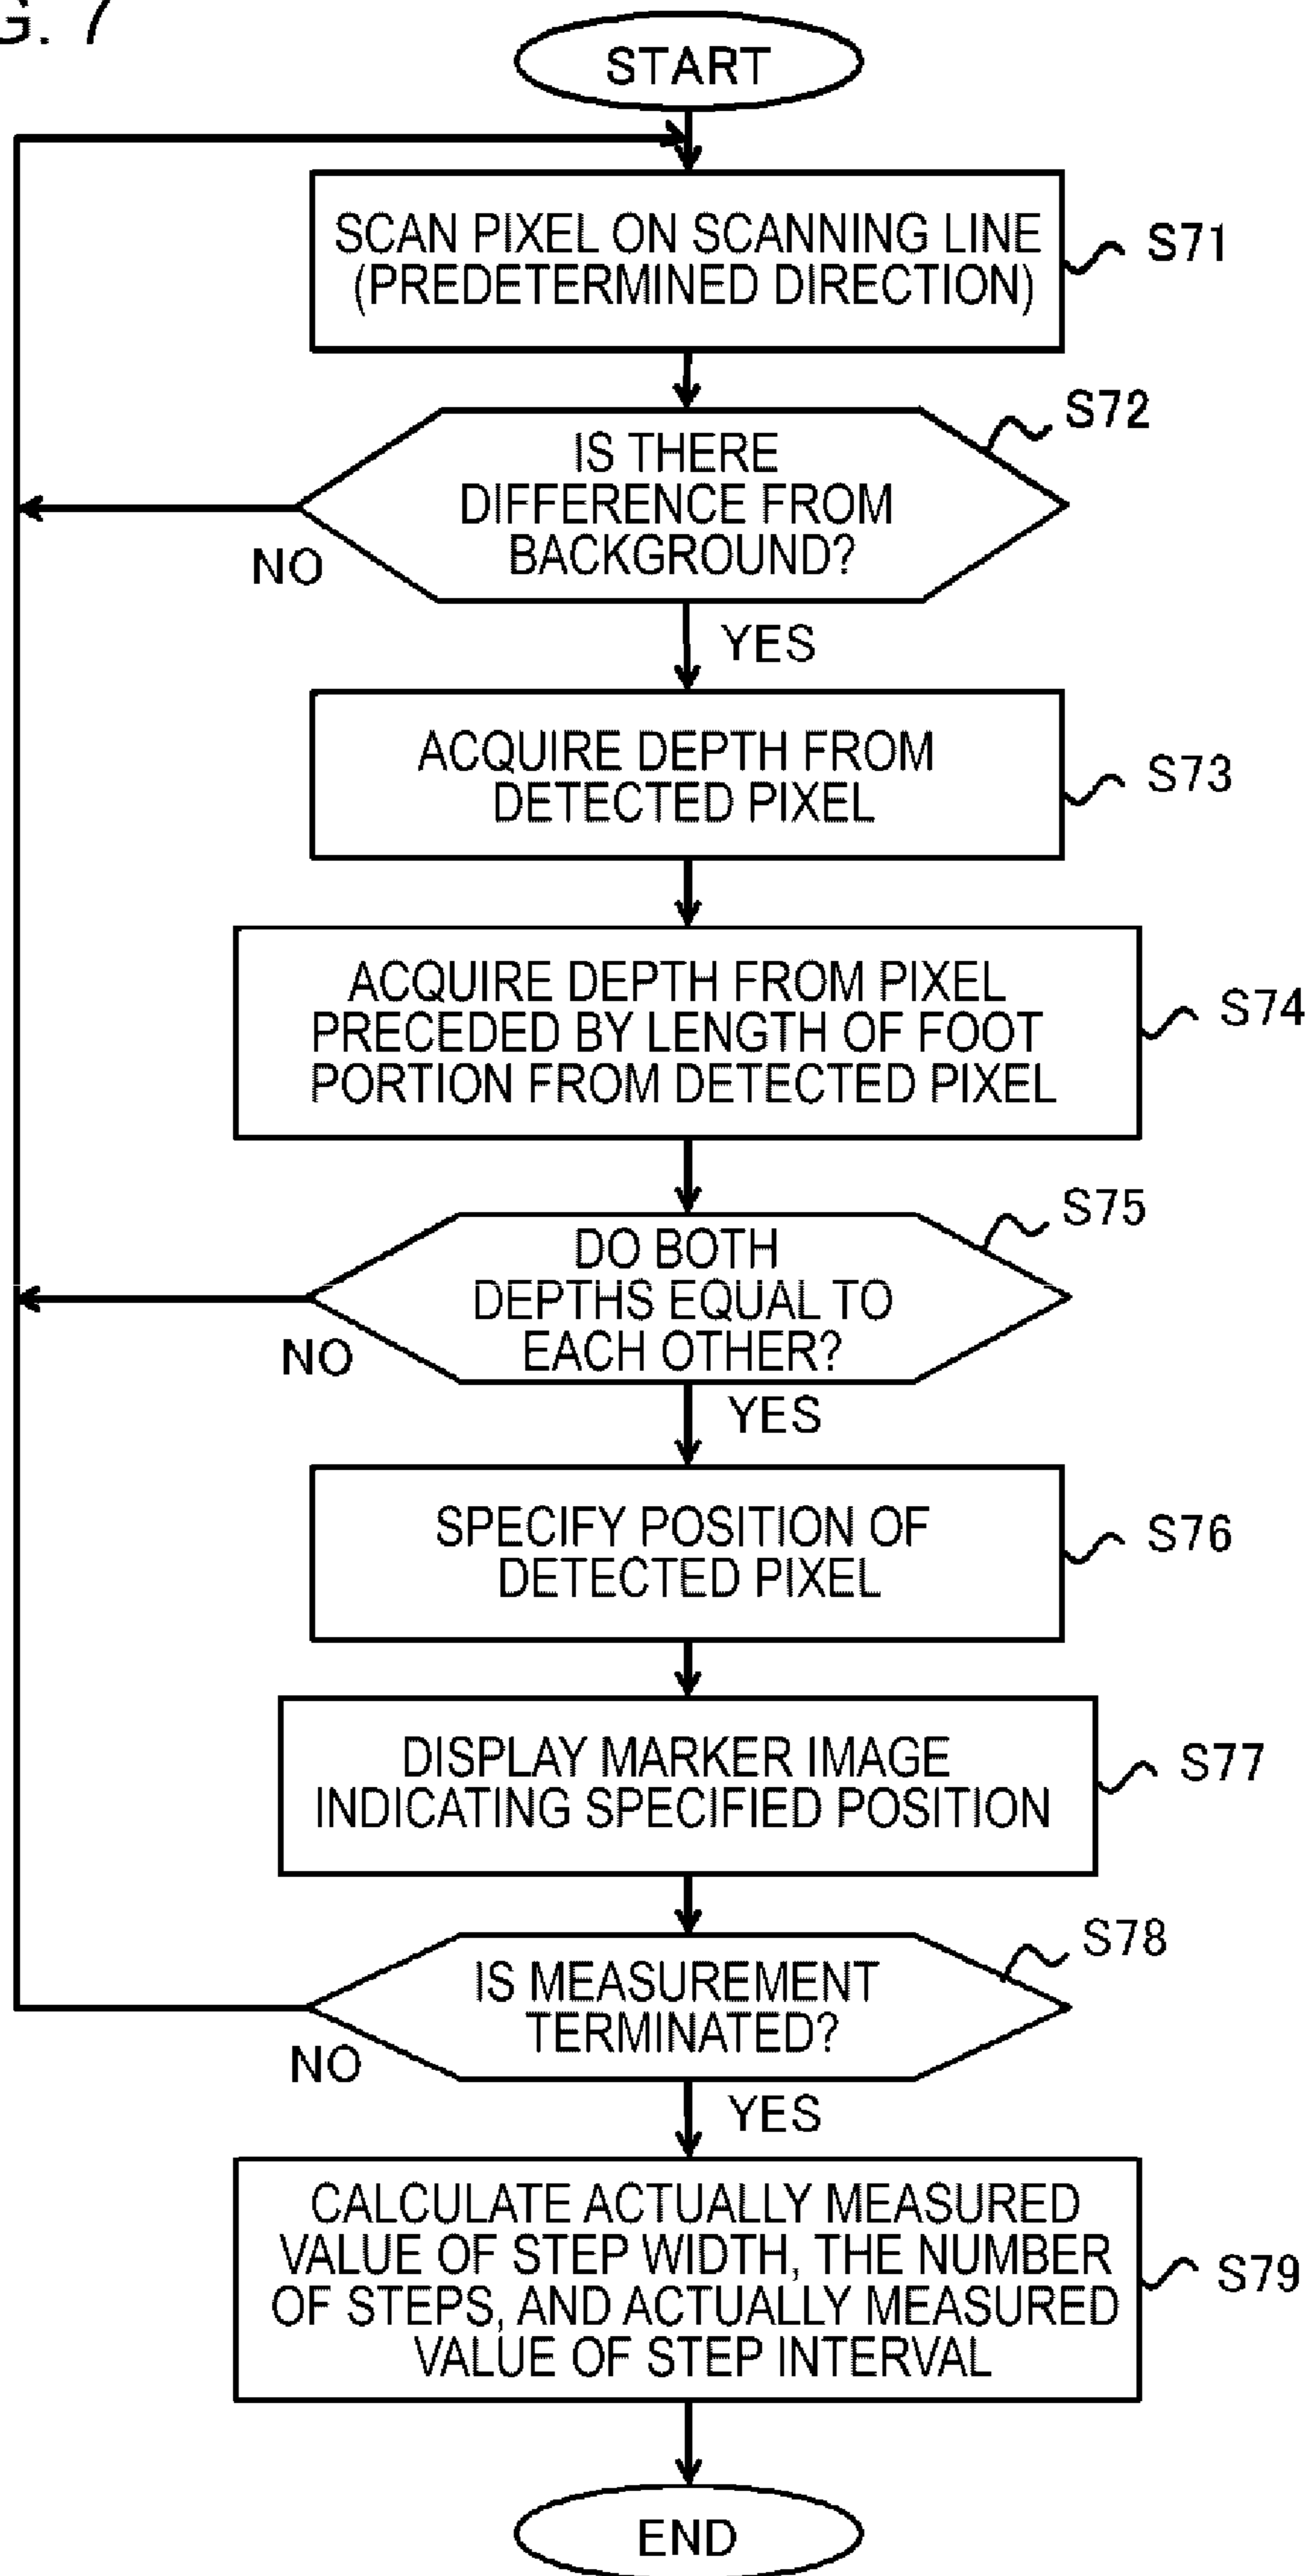 G. 7
START
SCAN PIXEL ON SCANNING LINE
(PREDETERMINED DIRECTION)
S71
IS THERE
DIFFERENCE FROM
BACKGROUND?
S72
NO
YES
ACQUIRE DEPTH FROM
DETECTED PIXEL
S73
ACQUIRE DEPTH FROM PIXEL
PRECEDED BY LENGTH OF FOOT
PORTION FROM DETECTED PIXEL
S74
DO BOTH
DEPTHS EQUAL TO
EACH OTHER?
S75
NO
YES
SPECIFY POSITION OF
DETECTED PIXEL
S76
DISPLAY MARKER IMAGE
INDICATING SPECIFIED POSITION
S77
IS MEASUREMENT
TERMINATED?
S78
NO
YES
CALCULATE ACTUALLY MEASURED
VALUE OF STEP WIDTH, THE NUMBER
OF STEPS, AND ACTUALLY MEASURED
VALUE OF STEP INTERVAL
S79
END